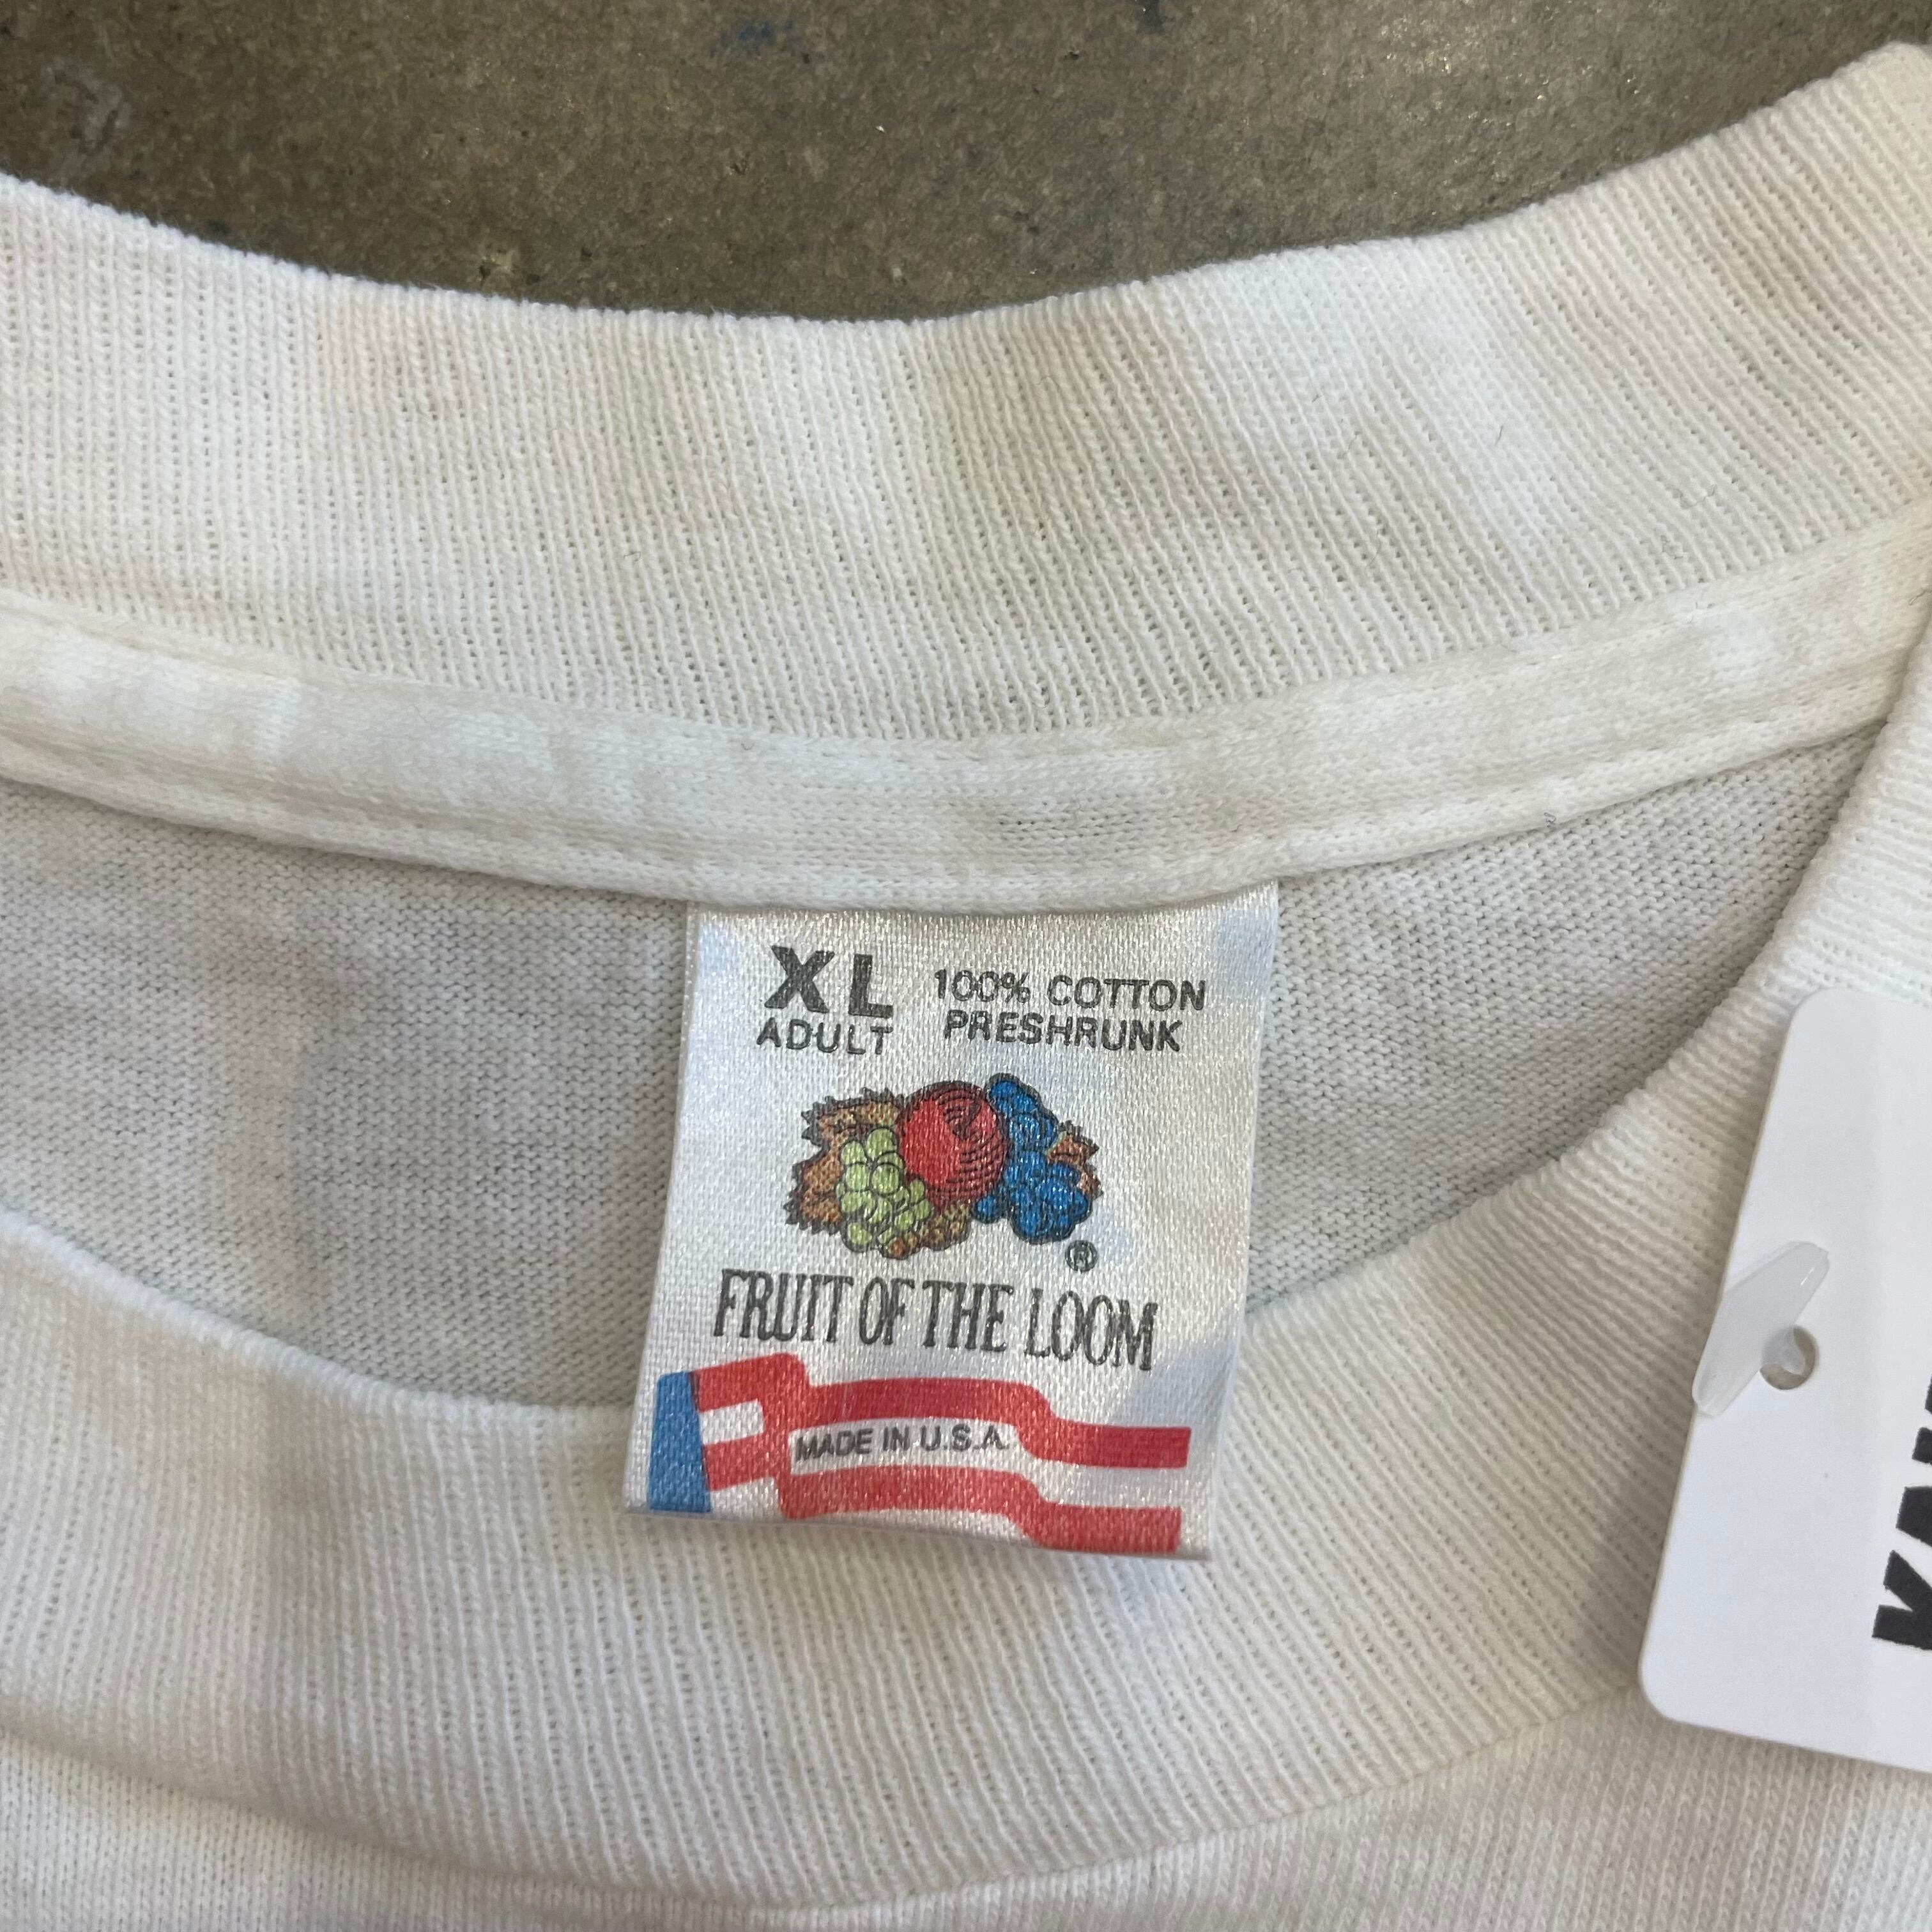 XL 100% COTTON
ADULT PRESHRUNK
®
FRUIT OF THE LOOM
MADE IN U.S.A.